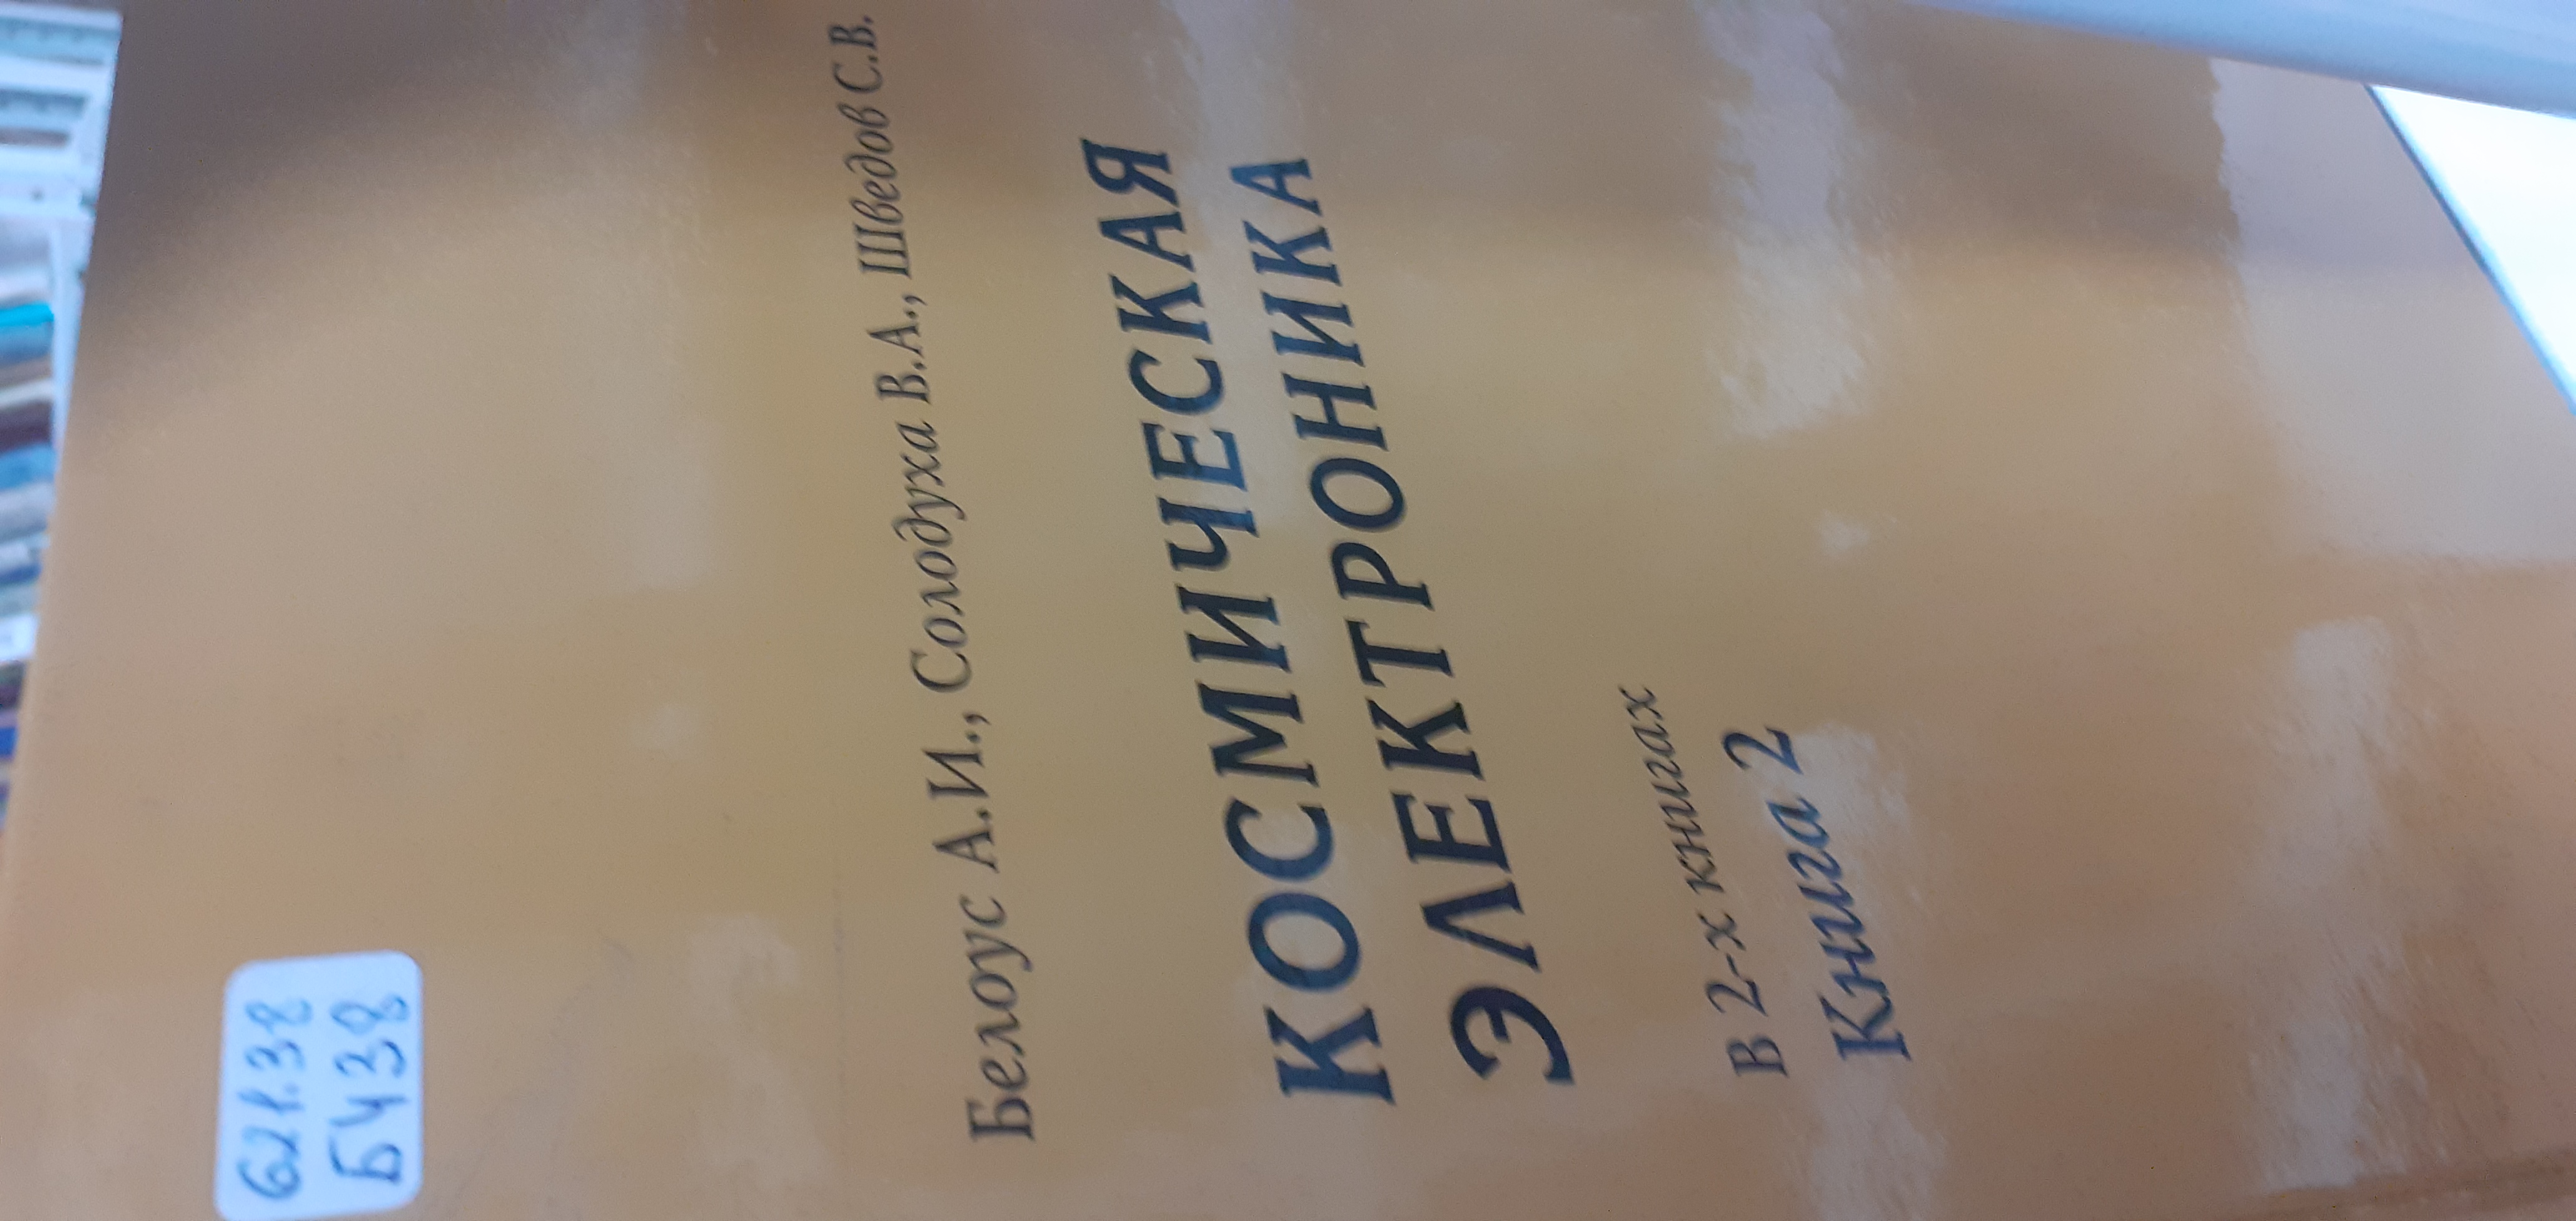 621.38
Б438
Белоус А.И., Солодуха В.А., Шведов С.В.
КОСМИЧЕСКАЯ
ЭЛЕКТРОНИКА
В 2-х книгах
Книга 2